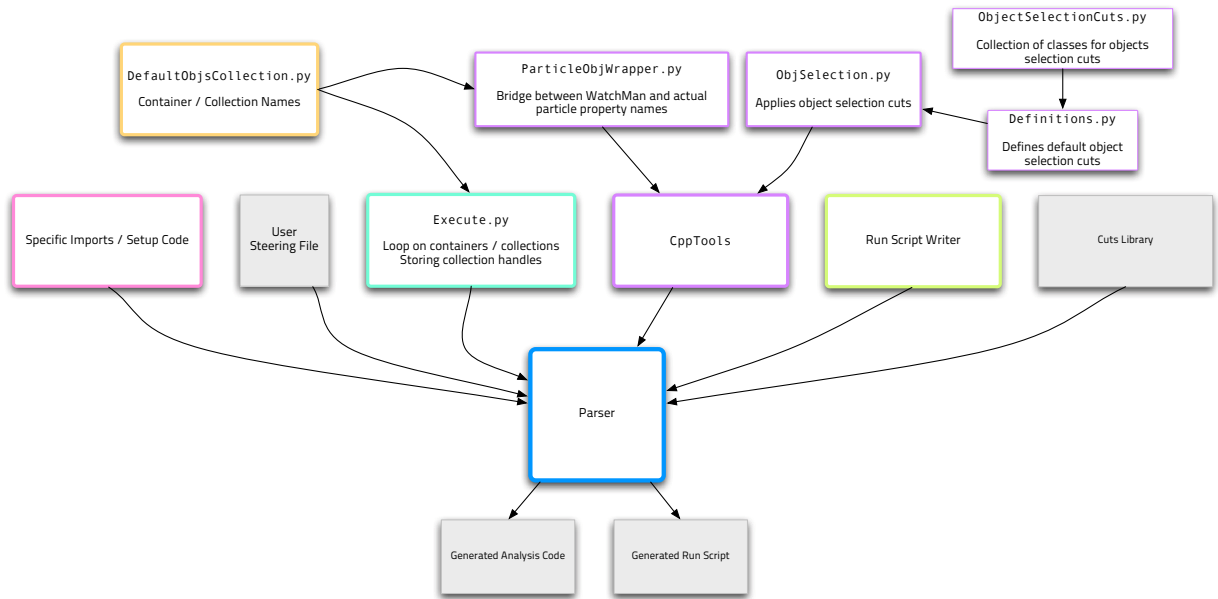 ObjectSelectionCuts.py
Collection of classes for objects
selection cuts
DefaultObjsCollection.py
Container / Collection Names
ParticleObjWrapper.py
Bridge between WatchMan and actual
particle property names
ObjSelection.py
Applies object selection cuts
Definitions.py
Defines default object
selection cuts
Specific Imports / Setup Code
User
Steering File
Execute.py
Loop on containers / collections
Storing collection handles
CppTools
Run Script Writer
Cuts Library
Parser
Generated Analysis Code
Generated Run Script